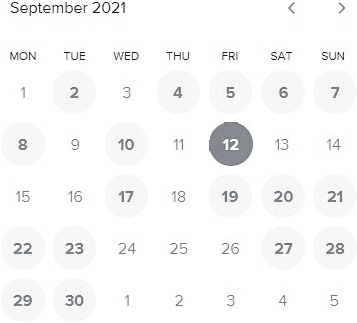 September 2021
MON TUE WED THU FRI SAT SUN
1 2 3 4 5 6 7
8 9 10 11 12 13 14
15 16 17 18 19 20 21
22 23 24 25 26 27 28
29 30 1 2 3 4 5